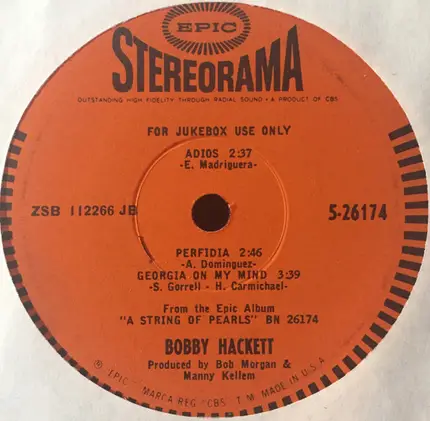 EPIC
STEREORAMA
OUTSTANDING HIGH FIDELITY THROUGH RADIAL SOUND • A PRODUCT OF CBS
FOR JUKEBOX USE ONLY
ADIOS 2:37
-E. Madriguera-
ZSB 112266 JB
5-26174
PERFIDIA 2:46
-A. Dominguez-
GEORGIA ON MY MIND 3:39
-S. Gorrell - H. Carmichael-
From the Epic Album
"A STRING OF PEARLS" BN 26174
BOBBY HACKETT
Produced by Bob Morgan &
Manny Kellem
® "EPIC," MARCA REG. "CBS" T M MADE IN U.S.A